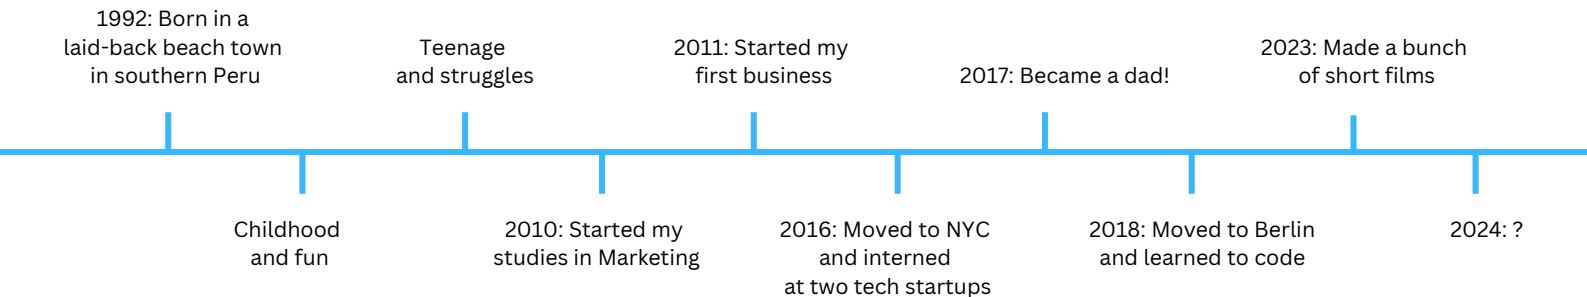 1992: Born in a
laid-back beach town
in southern Peru
Childhood
and fun
Teenage
and struggles
2010: Started my
studies in Marketing
2011: Started my
first business
2016: Moved to NYC
and interned
at two tech startups
2017: Became a dad!
2018: Moved to Berlin
and learned to code
2023: Made a bunch
of short films
2024: ?